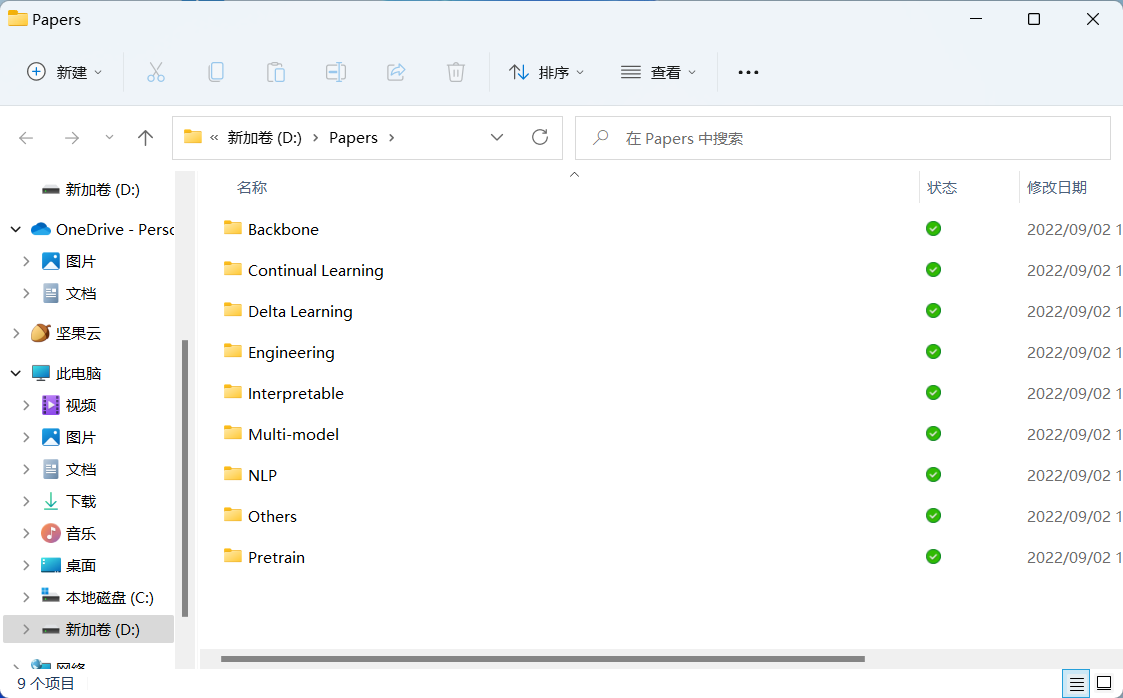 Papers
新建 排序 查看
« 新加卷 (D:) › Papers ›
在 Papers 中搜索
新加卷 (D:)
OneDrive - Perso
图片
文档
坚果云
此电脑
视频
图片
文档
下载
音乐
桌面
本地磁盘 (C:)
新加卷 (D:)
网络
名称 状态 修改日期
Backbone 2022/09/02 1
Continual Learning 2022/09/02 1
Delta Learning 2022/09/02 1
Engineering 2022/09/02 1
Interpretable 2022/09/02 1
Multi-model 2022/09/02 1
NLP 2022/09/02 1
Others 2022/09/02 1
Pretrain 2022/09/02 1
9 个项目